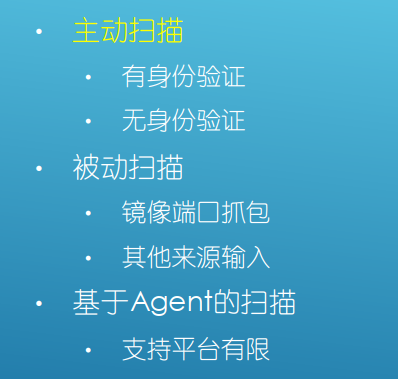 • 主动扫描
• 有身份验证
• 无身份验证
• 被动扫描
• 镜像端口抓包
• 其他来源输入
• 基于Agent的扫描
• 支持平台有限